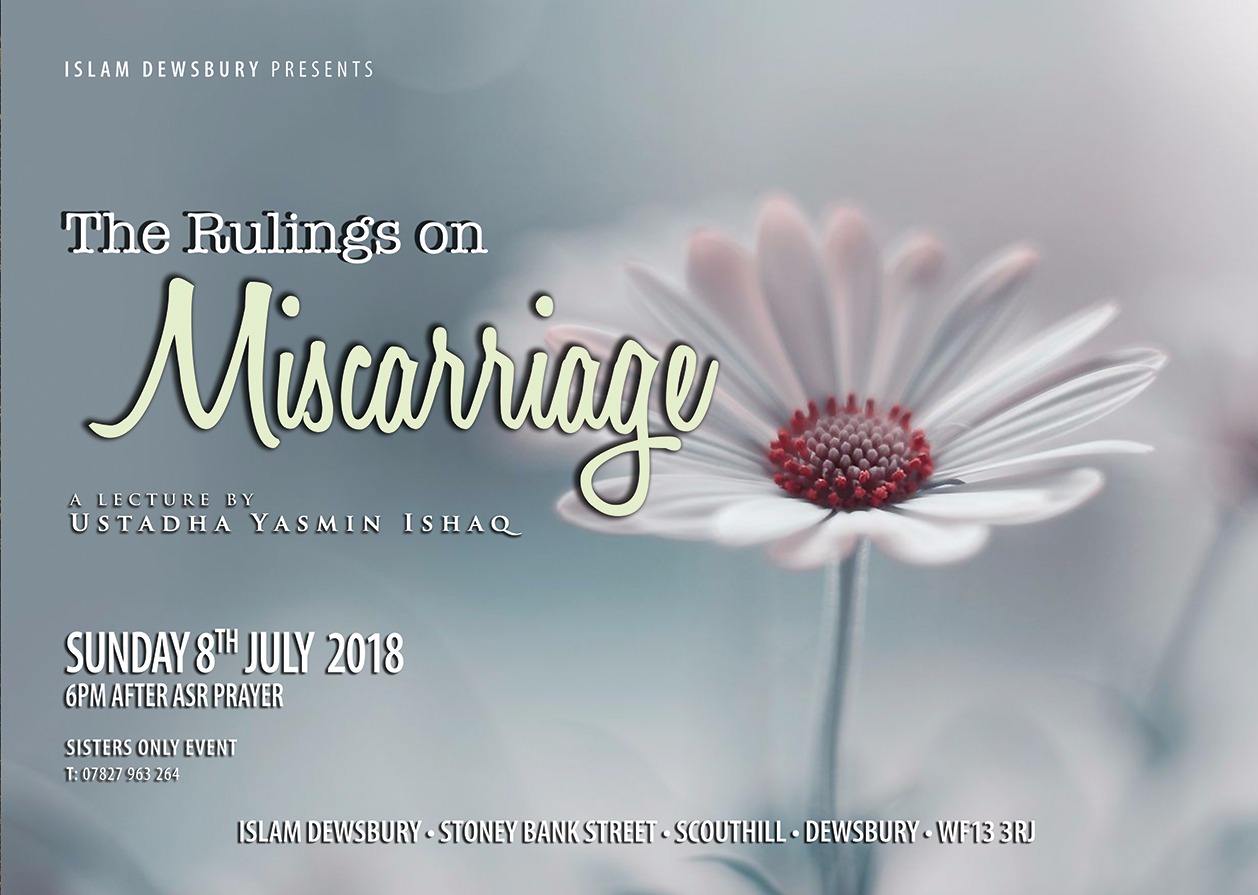 ISLAM DEWSBURY PRESENTS
The Rulings on
Miscarriage
A LECTURE BY
USTADHA YASMIN ISHAQ
SUNDAY 8TH JULY 2018
6PM AFTER ASR PRAYER
SISTERS ONLY EVENT
T: 07827 963 264
ISLAM DEWSBURY • STONEY BANK STREET • SCOUTHILL • DEWSBURY • WF13 3RJ